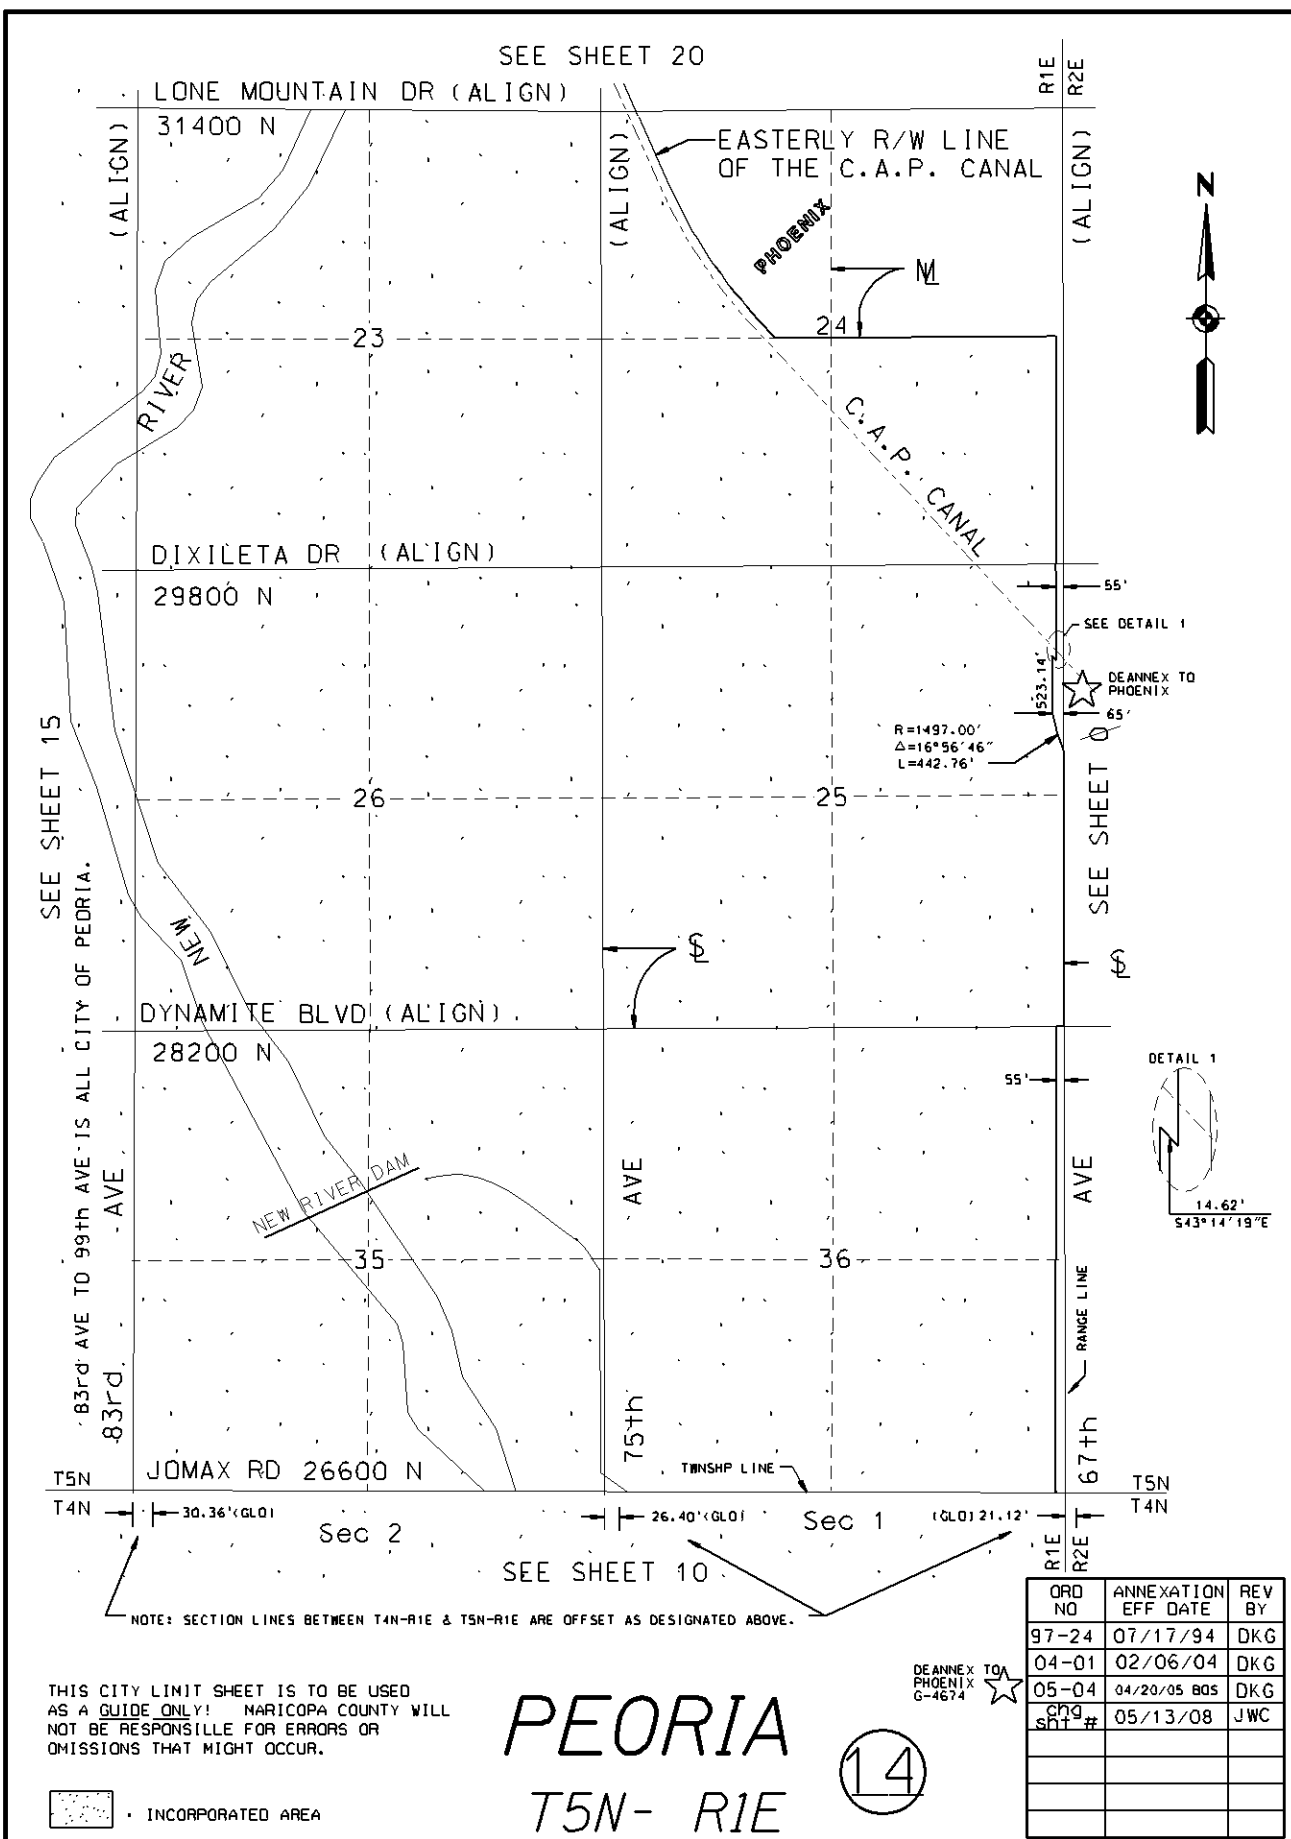 SEE SHEET 20
R1E
R2E
LONE MOUNTAIN DR (ALIGN)
31400 N
(ALIGN)
(ALIGN)
(ALIGN)
EASTERLY R/W LINE
OF THE C.A.P. CANAL
N
PHOENIX
ML
23
24
RIVER
C.A.P. CANAL
DIXILETA DR (ALIGN)
29800 N
55'
SEE DETAIL 1
523.14'
DEANNEX TO
PHOENIX
65'
R=1497.00'
Δ=16°56'46"
L=442.76'
SEE SHEET 15
SEE SHEET
26
25
83rd AVE TO 99th AVE IS ALL CITY OF PEORIA.
NEW
DYNAMITE BLVD (ALIGN)
28200 N
55'
DETAIL 1
14.62'
S43°14'19"E
NEW RIVER DAM
AVE
AVE
AVE
35
36
RANGE LINE
83rd
75th
67th
JOMAX RD 26600 N
TWNSHP LINE
T5N
T4N
T5N
T4N
30.36'(GLO)
Sec 2
26.40'(GLO)
Sec 1
(GLO)21.12'
R1E
R2E
SEE SHEET 10
NOTE: SECTION LINES BETWEEN T4N-R1E & T5N-R1E ARE OFFSET AS DESIGNATED ABOVE.
ORD NO ANNEXATION EFF DATE REV BY
97-24 07/17/94 DKG
04-01 02/06/04 DKG
05-04 04/20/05 BOS DKG
chg sht # 05/13/08 JWC
DEANNEX TO
PHOENIX
G-4674
THIS CITY LIMIT SHEET IS TO BE USED
AS A GUIDE ONLY! MARICOPA COUNTY WILL
NOT BE RESPONSILLE FOR ERRORS OR
OMISSIONS THAT MIGHT OCCUR.
INCORPORATED AREA
PEORIA
T5N- R1E
14